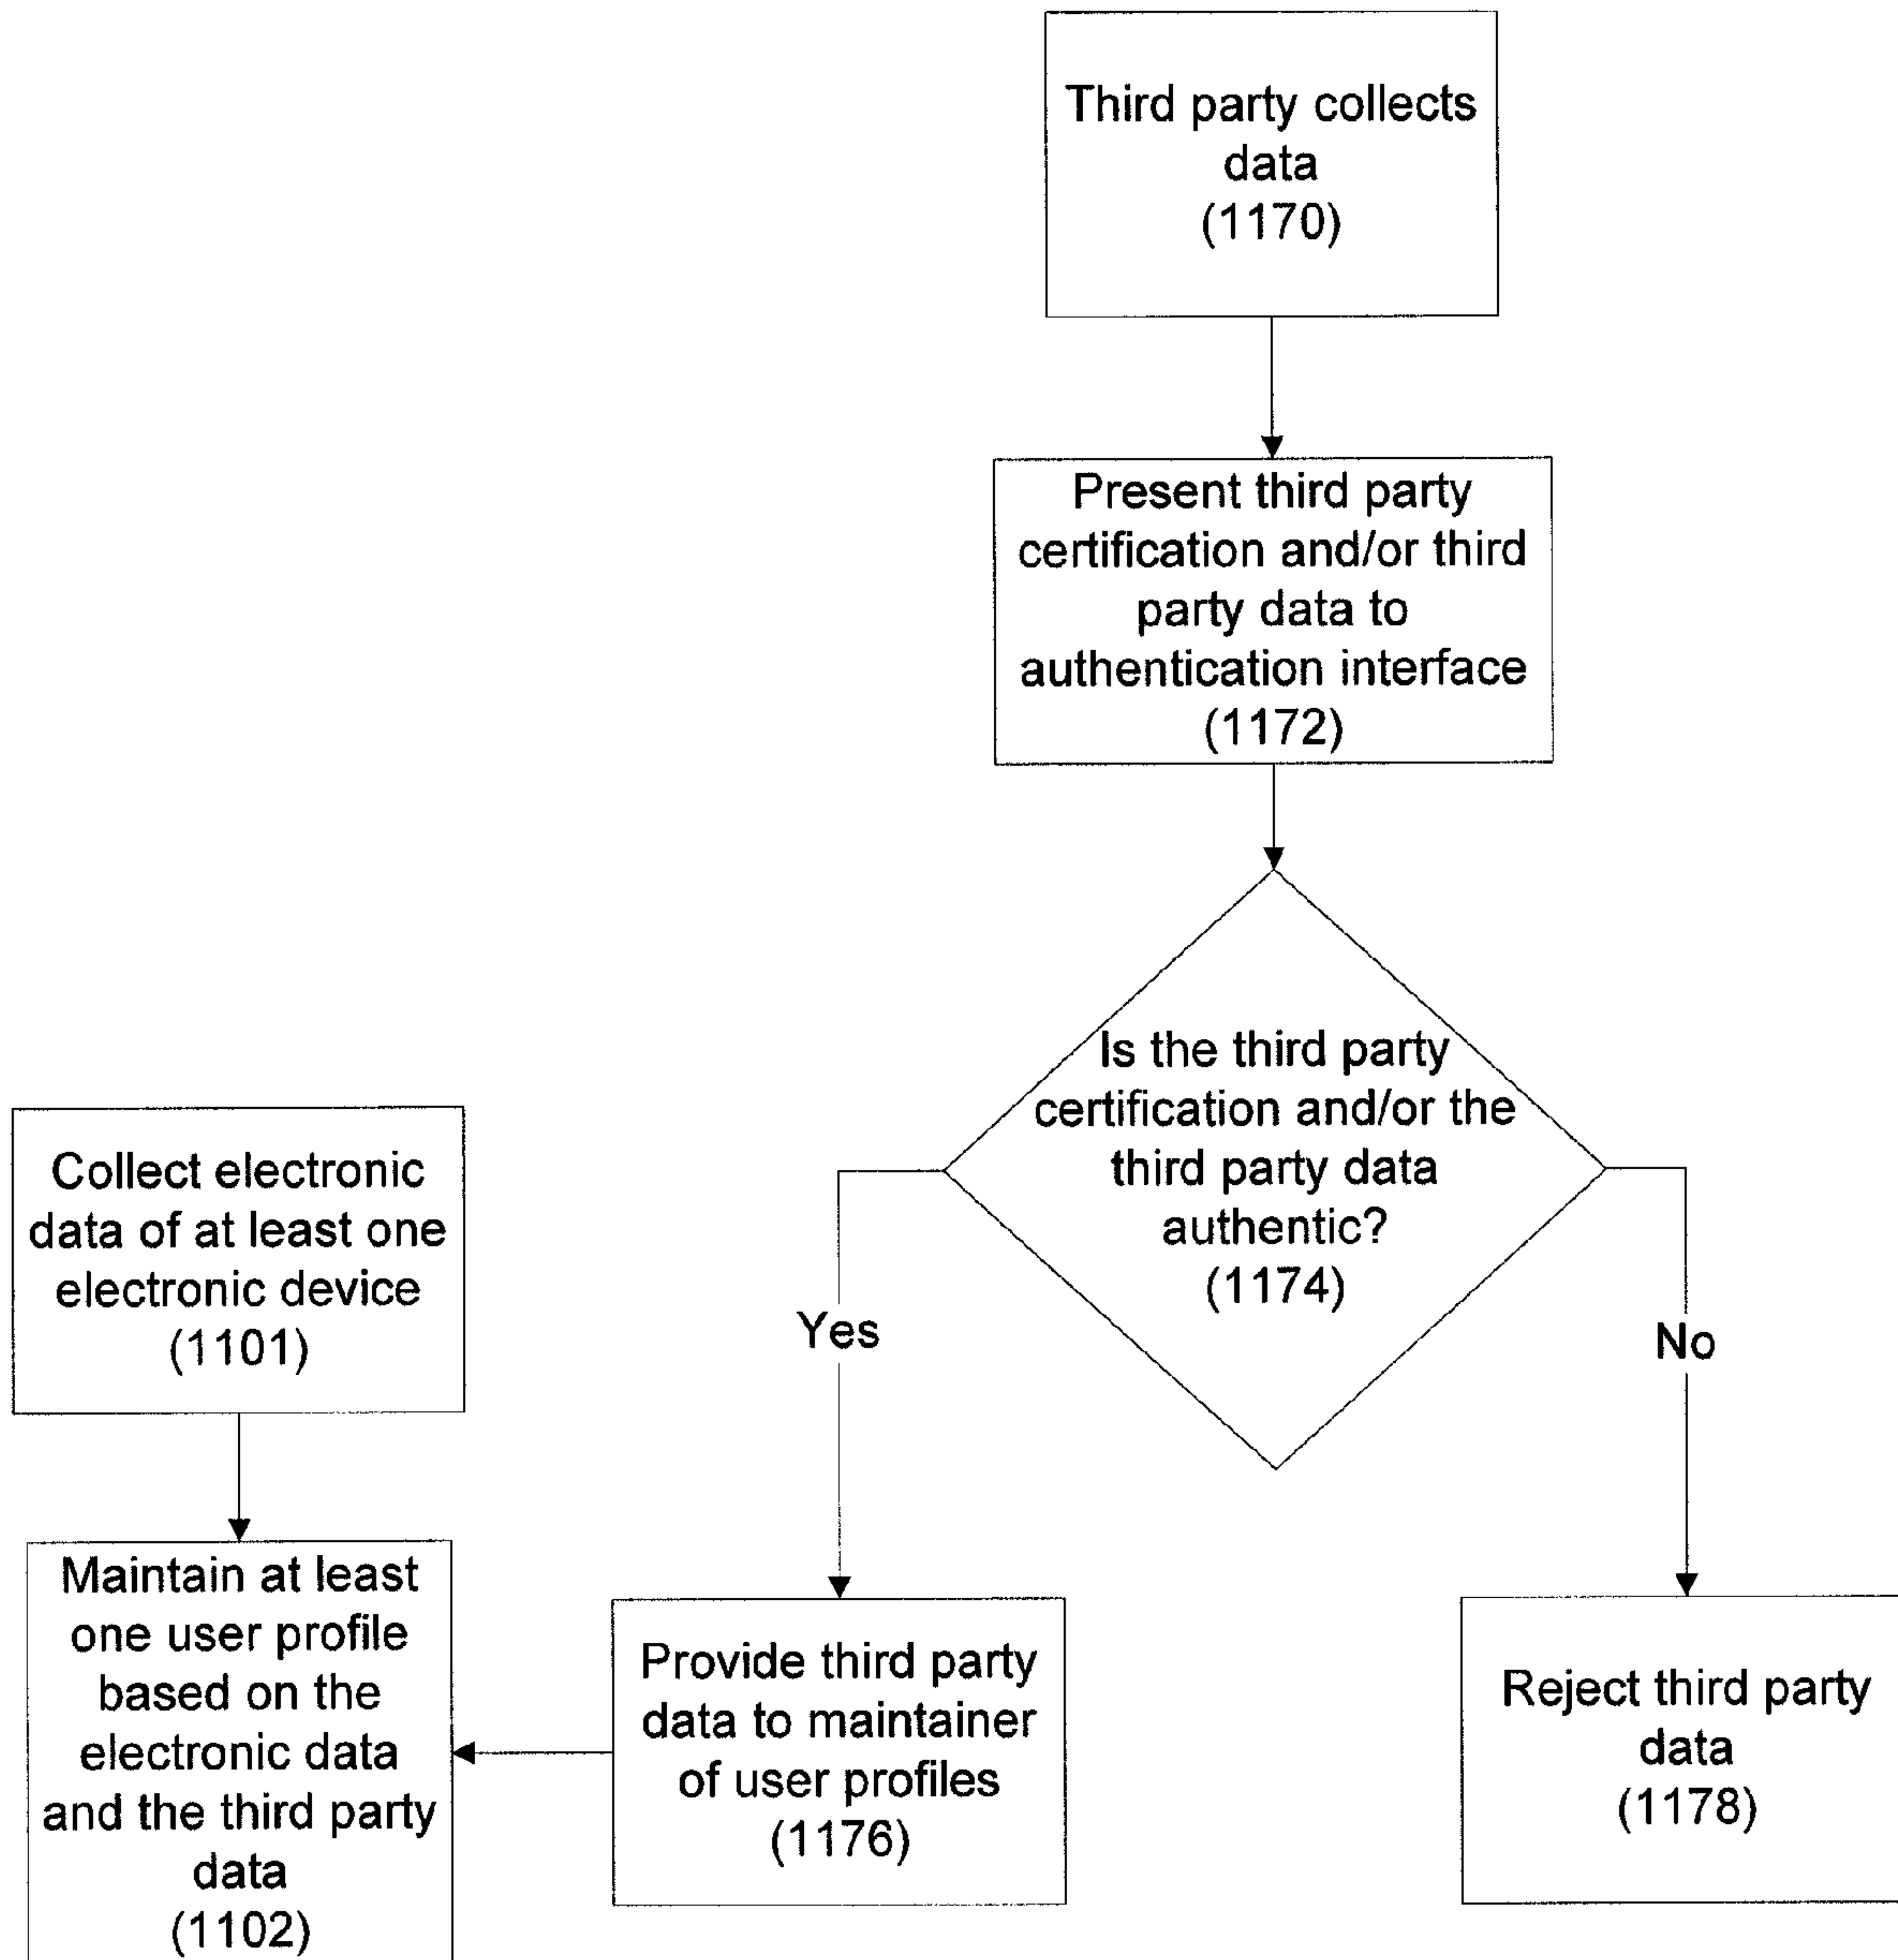 Third party collects
data
(1170)
Present third party
certification and/or third
party data to
authentication interface
(1172)
Is the third party
certification and/or the
third party data
authentic?
(1174)
Yes
No
Collect electronic
data of at least one
electronic device
(1101)
Maintain at least
one user profile
based on the
electronic data
and the third party
data
(1102)
Provide third party
data to maintainer
of user profiles
(1176)
Reject third party
data
(1178)